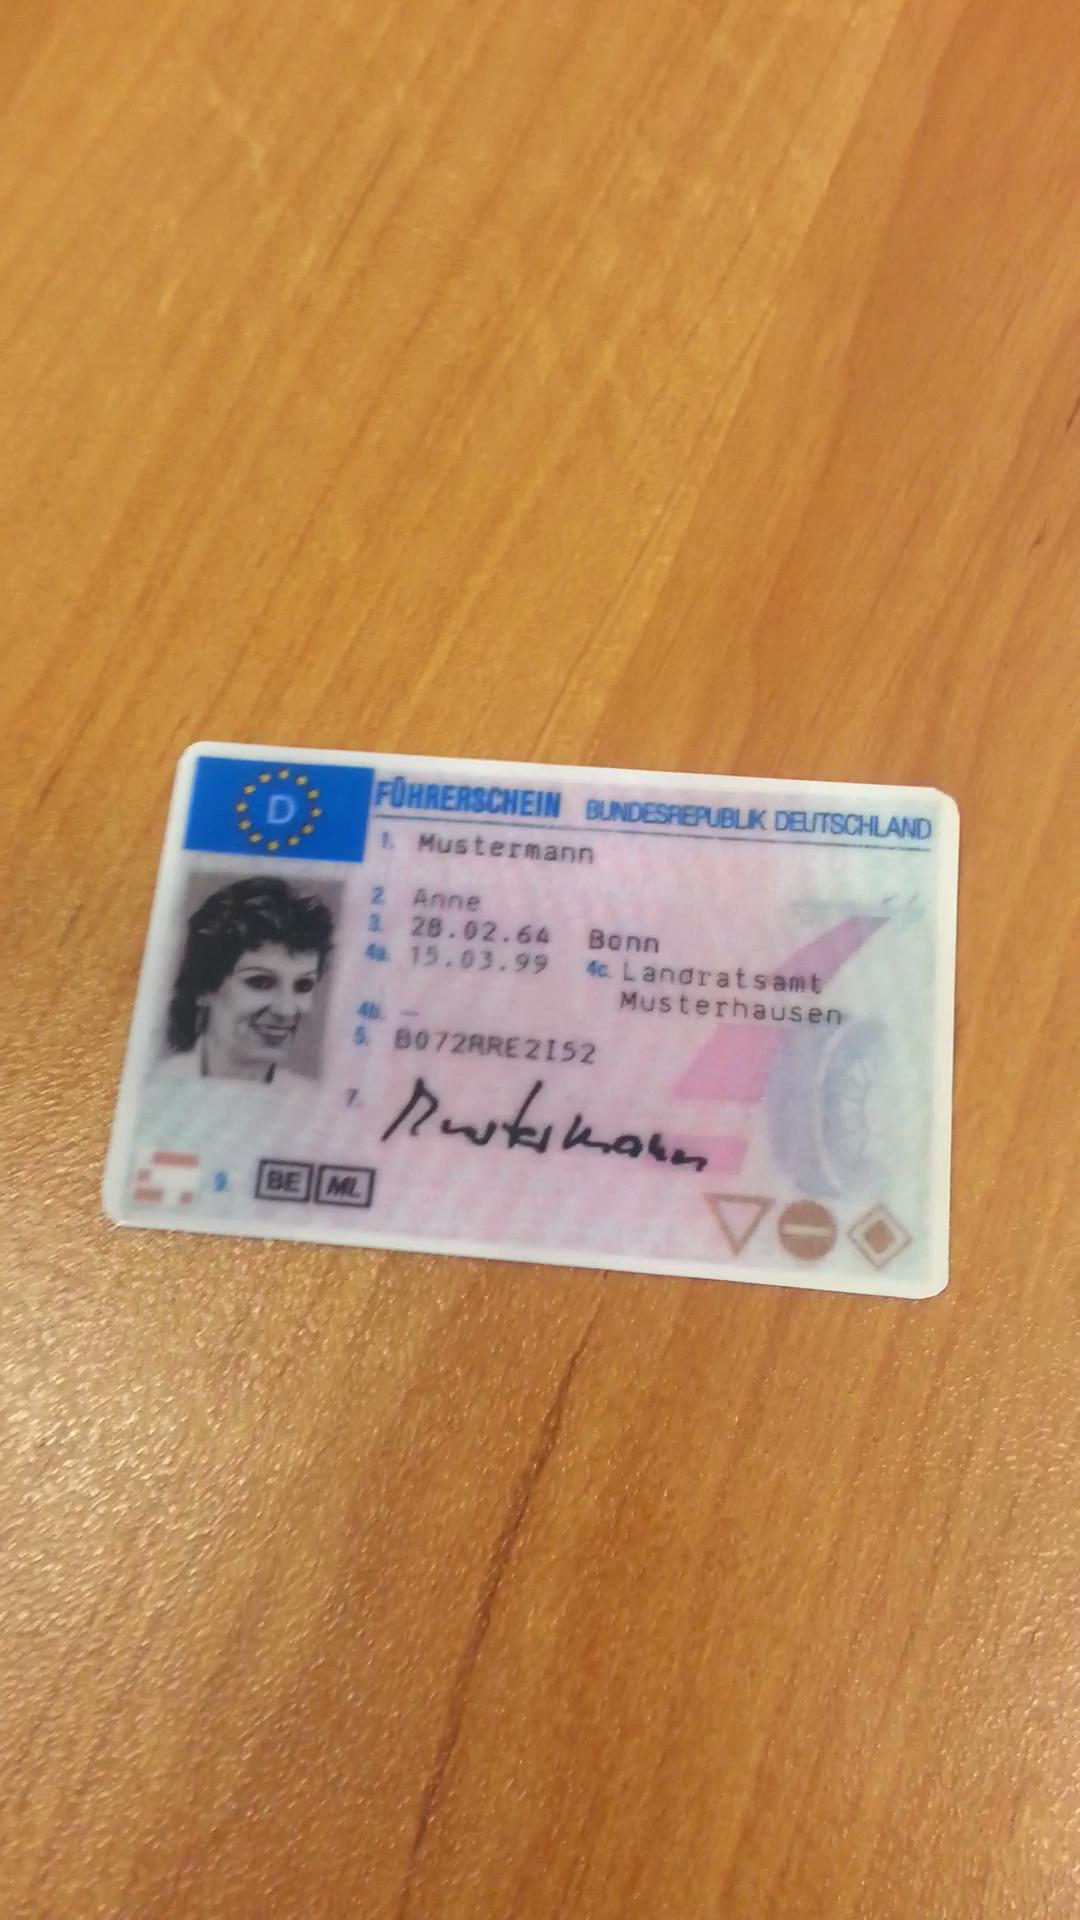 D
FÜHRERSCHEIN BUNDESREPUBLIK DEUTSCHLAND
1. Mustermann
2. Anne
3. 28.02.64 Bonn
4a. 15.03.99 4c. Landratsamt
Musterhausen
4b. –
5. B072RRE2I52
7. Mustermann
9. BE ML